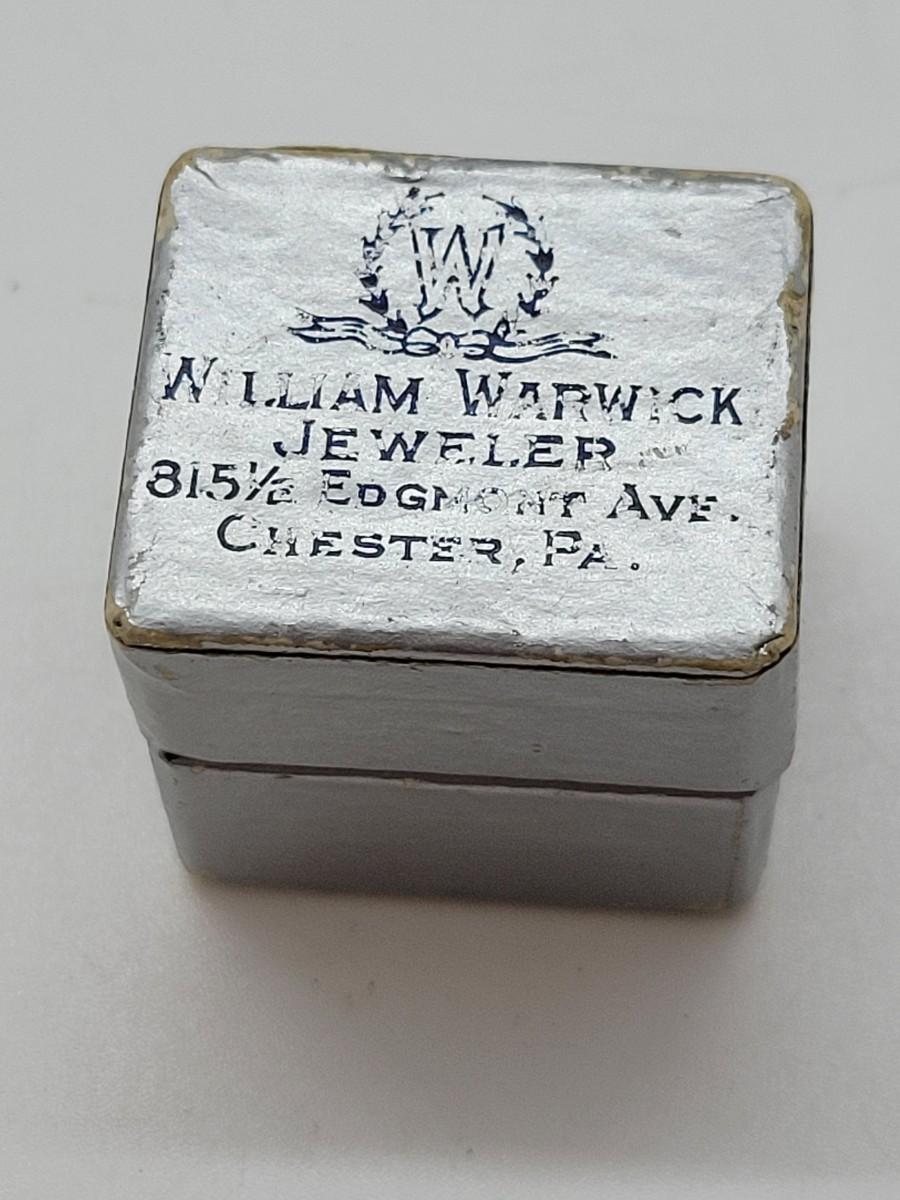 W
WILLIAM WARWICK
JEWELER
815½ EDGMONT AVE.
CHESTER, PA.